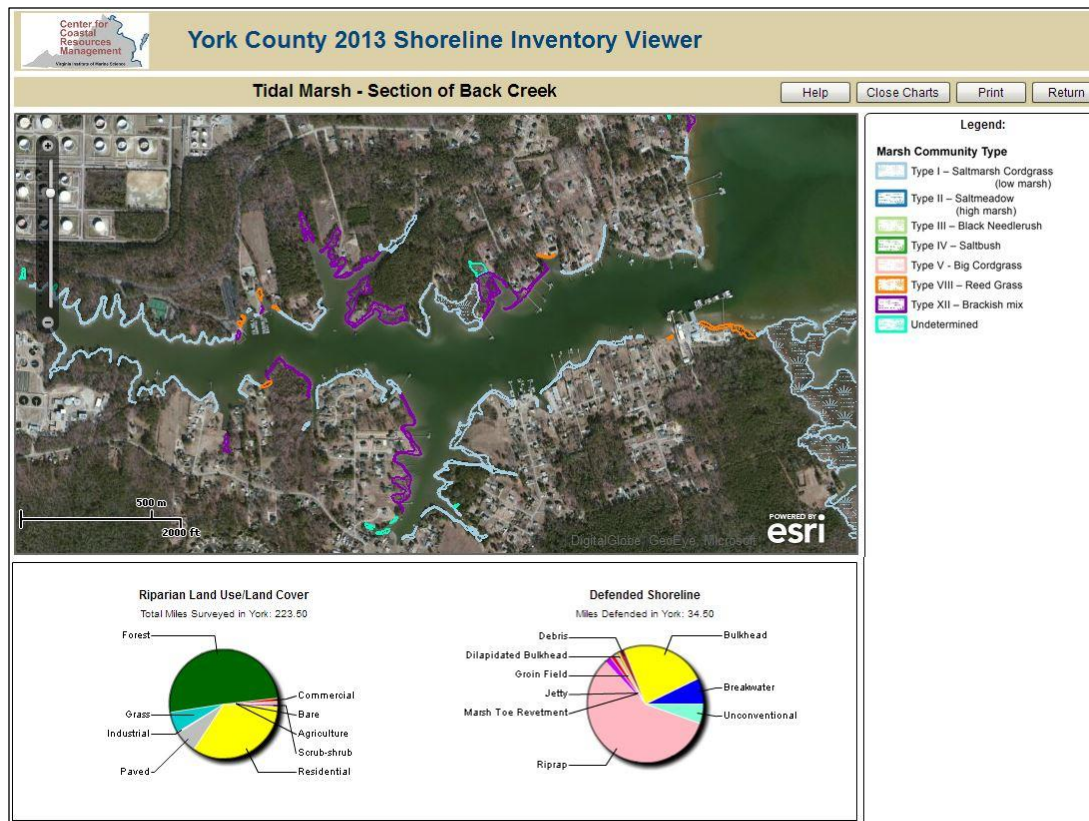 Center for
Coastal
Resources
Management
Virginia Institute of Marine Science
York County 2013 Shoreline Inventory Viewer
Tidal Marsh - Section of Back Creek
Help
Close Charts
Print
Return
500 m
2000 ft
DigitalGlobe, GeoEye, Microsoft
POWERED BY
esri
Legend:
Marsh Community Type
Type I – Saltmarsh Cordgrass
(low marsh)
Type II – Saltmeadow
(high marsh)
Type III – Black Needlerush
Type IV – Saltbush
Type V - Big Cordgrass
Type VIII – Reed Grass
Type XII – Brackish mix
Undetermined
Riparian Land Use/Land Cover
Total Miles Surveyed in York: 223.50
Forest
Commercial
Bare
Agriculture
Scrub-shrub
Residential
Grass
Industrial
Paved
Defended Shoreline
Miles Defended in York: 34.50
Debris
Dilapidated Bulkhead
Groin Field
Jetty
Marsh Toe Revetment
Riprap
Bulkhead
Breakwater
Unconventional